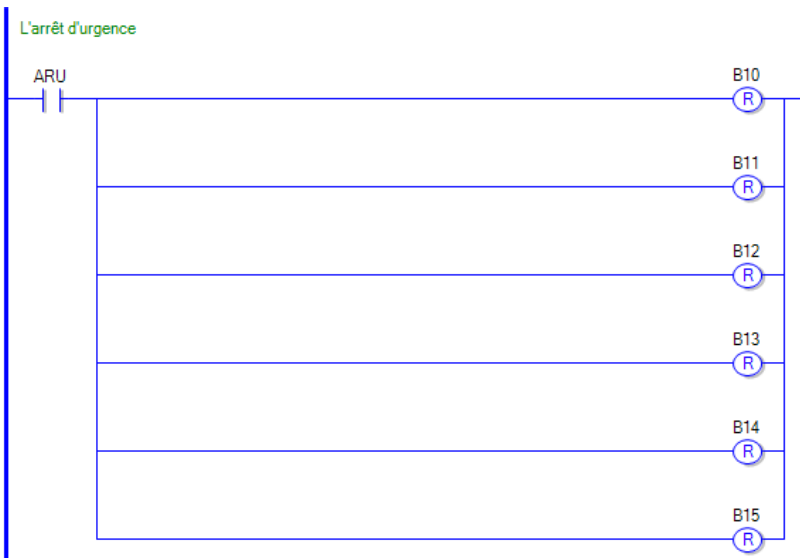 L'arrêt d'urgence
ARU
B10
R
B11
R
B12
R
B13
R
B14
R
B15
R